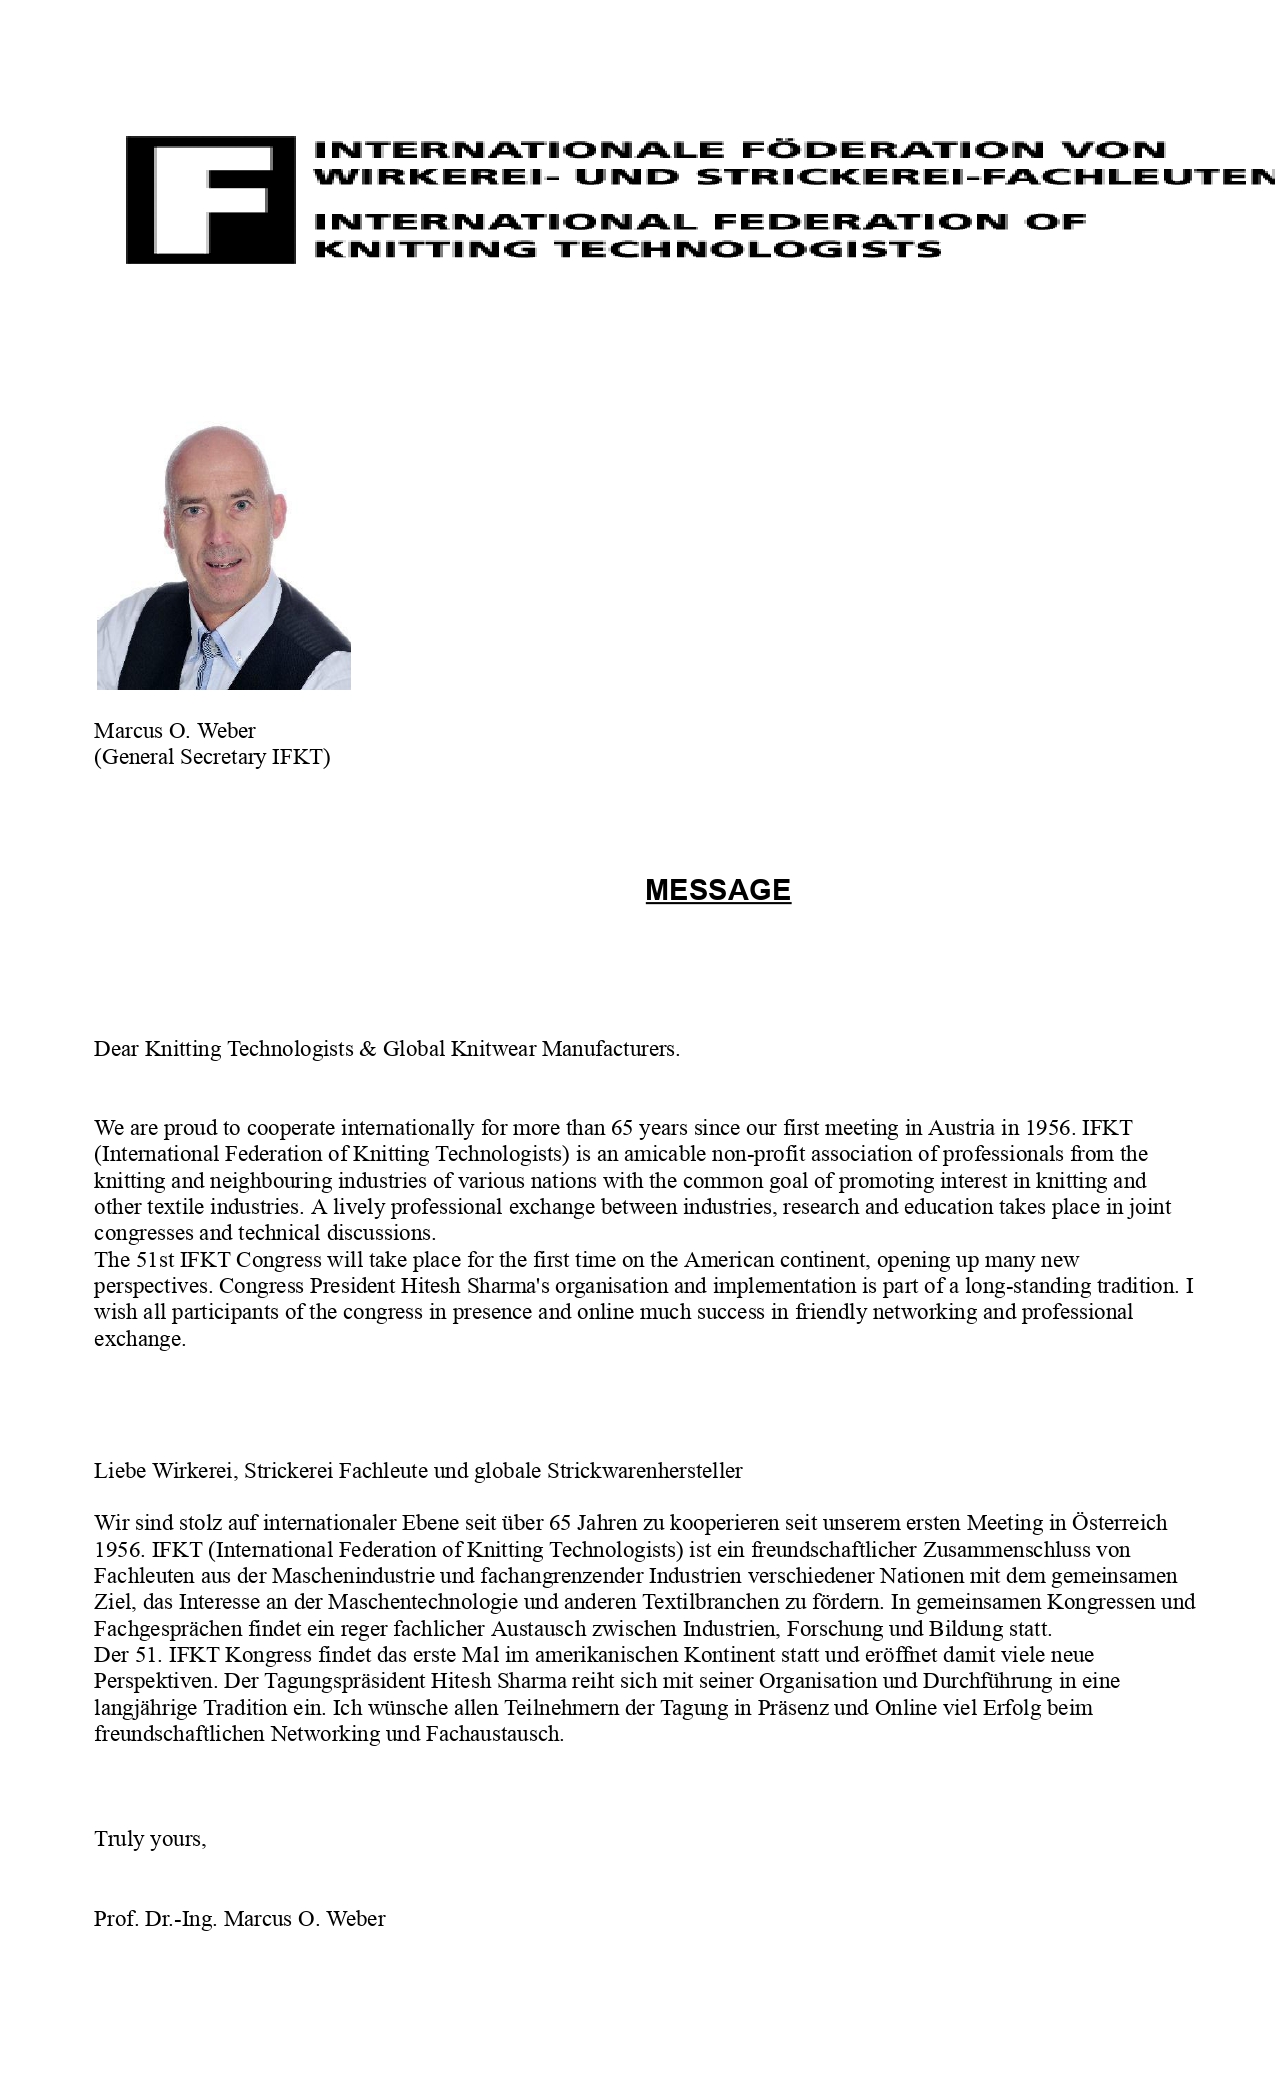 INTERNATIONALE FÖDERATION VON
WIRKEREI- UND STRICKEREI-FACHLEUTEN
INTERNATIONAL FEDERATION OF
KNITTING TECHNOLOGISTS
Marcus O. Weber
(General Secretary IFKT)
MESSAGE
Dear Knitting Technologists & Global Knitwear Manufacturers.
We are proud to cooperate internationally for more than 65 years since our first meeting in Austria in 1956. IFKT
(International Federation of Knitting Technologists) is an amicable non-profit association of professionals from the
knitting and neighbouring industries of various nations with the common goal of promoting interest in knitting and
other textile industries. A lively professional exchange between industries, research and education takes place in joint
congresses and technical discussions.
The 51st IFKT Congress will take place for the first time on the American continent, opening up many new
perspectives. Congress President Hitesh Sharma's organisation and implementation is part of a long-standing tradition. I
wish all participants of the congress in presence and online much success in friendly networking and professional
exchange.
Liebe Wirkerei, Strickerei Fachleute und globale Strickwarenhersteller
Wir sind stolz auf internationaler Ebene seit über 65 Jahren zu kooperieren seit unserem ersten Meeting in Österreich
1956. IFKT (International Federation of Knitting Technologists) ist ein freundschaftlicher Zusammenschluss von
Fachleuten aus der Maschenindustrie und fachangrenzender Industrien verschiedener Nationen mit dem gemeinsamen
Ziel, das Interesse an der Maschentechnologie und anderen Textilbranchen zu fördern. In gemeinsamen Kongressen und
Fachgesprächen findet ein reger fachlicher Austausch zwischen Industrien, Forschung und Bildung statt.
Der 51. IFKT Kongress findet das erste Mal im amerikanischen Kontinent statt und eröffnet damit viele neue
Perspektiven. Der Tagungspräsident Hitesh Sharma reiht sich mit seiner Organisation und Durchführung in eine
langjährige Tradition ein. Ich wünsche allen Teilnehmern der Tagung in Präsenz und Online viel Erfolg beim
freundschaftlichen Networking und Fachaustausch.
Truly yours,
Prof. Dr.-Ing. Marcus O. Weber